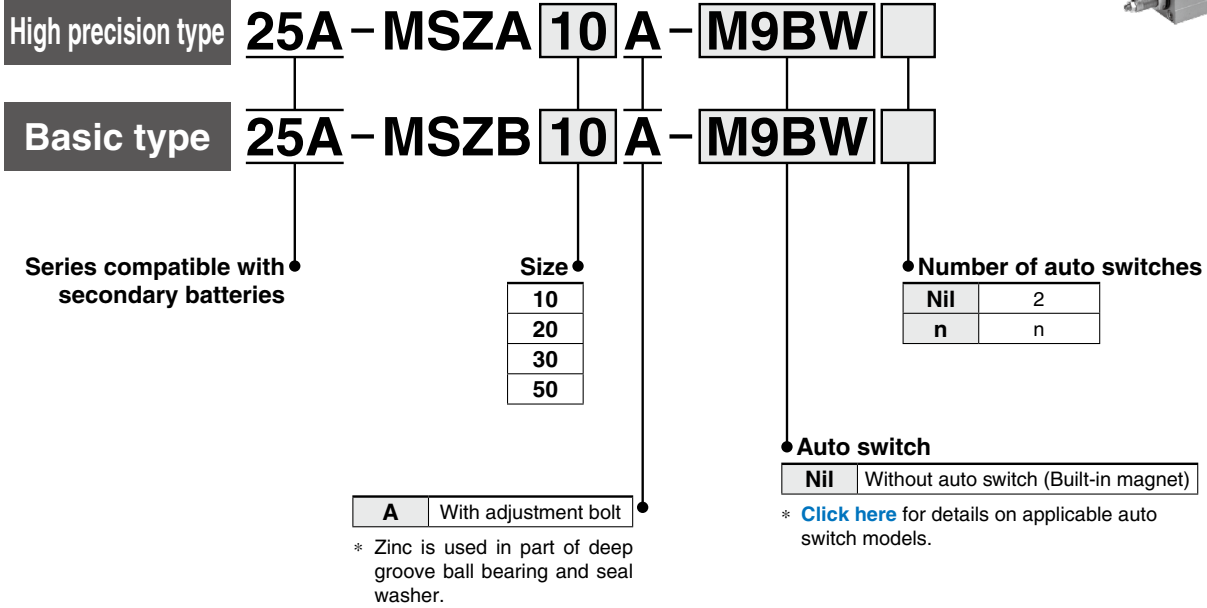 High precision type 25A-MSZA 10 A-M9BW
Basic type 25A-MSZB 10 A-M9BW
Series compatible with
secondary batteries
Size
10
20
30
50
Number of auto switches
Nil 2
n n
Auto switch
Nil Without auto switch (Built-in magnet)
* Click here for details on applicable auto
switch models.
A With adjustment bolt
* Zinc is used in part of deep
groove ball bearing and seal
washer.